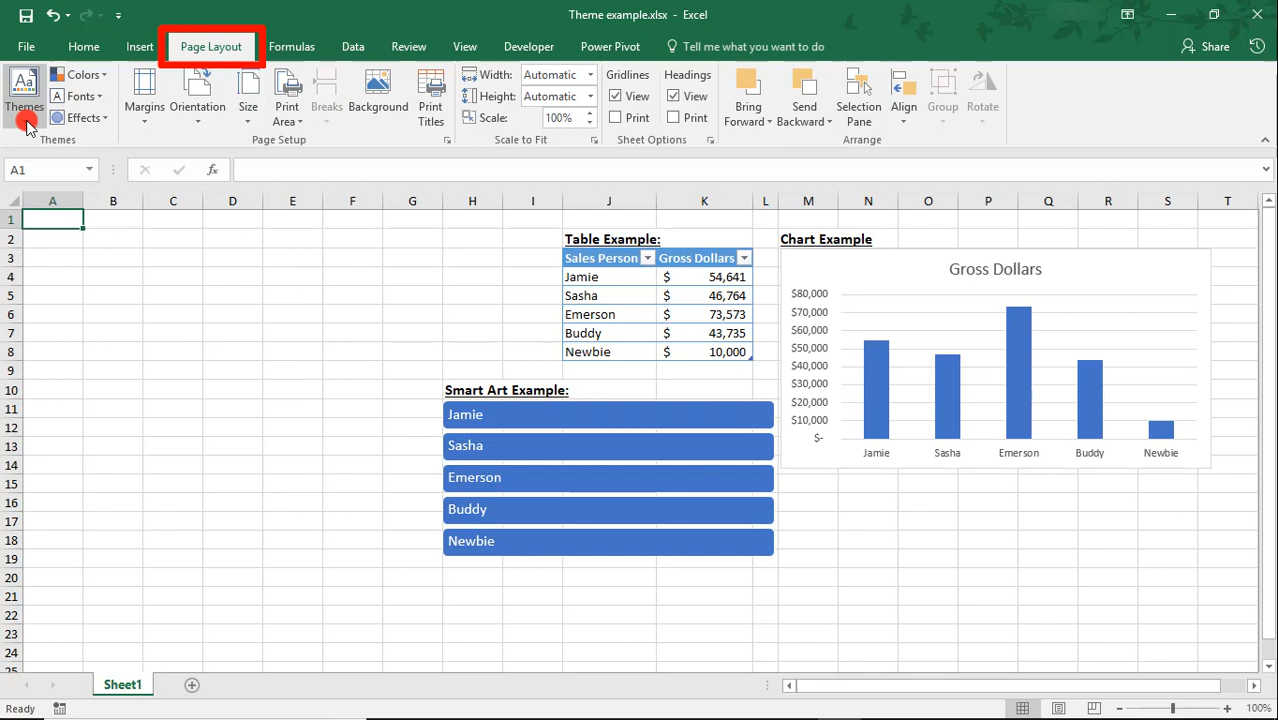 Theme example.xlsx - Excel
File Home Insert Page Layout Formulas Data Review View Developer Power Pivot Tell me what you want to do Share
Aa
Themes
Colors
Fonts
Effects
Themes
Margins
Orientation
Size
Print
Area
Breaks
Background
Print
Titles
Page Setup
Width: Automatic
Height: Automatic
Scale: 100%
Scale to Fit
Gridlines
View
Print
Headings
View
Print
Sheet Options
Bring
Forward
Send
Backward
Selection
Pane
Align
Group
Rotate
Arrange
A1 fx
A B C D E F G H I J K L M N O P Q R S T
1
2 Table Example: Chart Example
3 Sales Person Gross Dollars
4 Jamie $ 54,641
5 Sasha $ 46,764
6 Emerson $ 73,573
7 Buddy $ 43,735
8 Newbie $ 10,000
9
10 Smart Art Example:
11 Jamie
12
13 Sasha
14
15 Emerson
16
17 Buddy
18 Newbie
19
20
21
22
23
24
25
Gross Dollars
$80,000
$70,000
$60,000
$50,000
$40,000
$30,000
$20,000
$10,000
$-
Jamie Sasha Emerson Buddy Newbie
Sheet1
Ready 100%